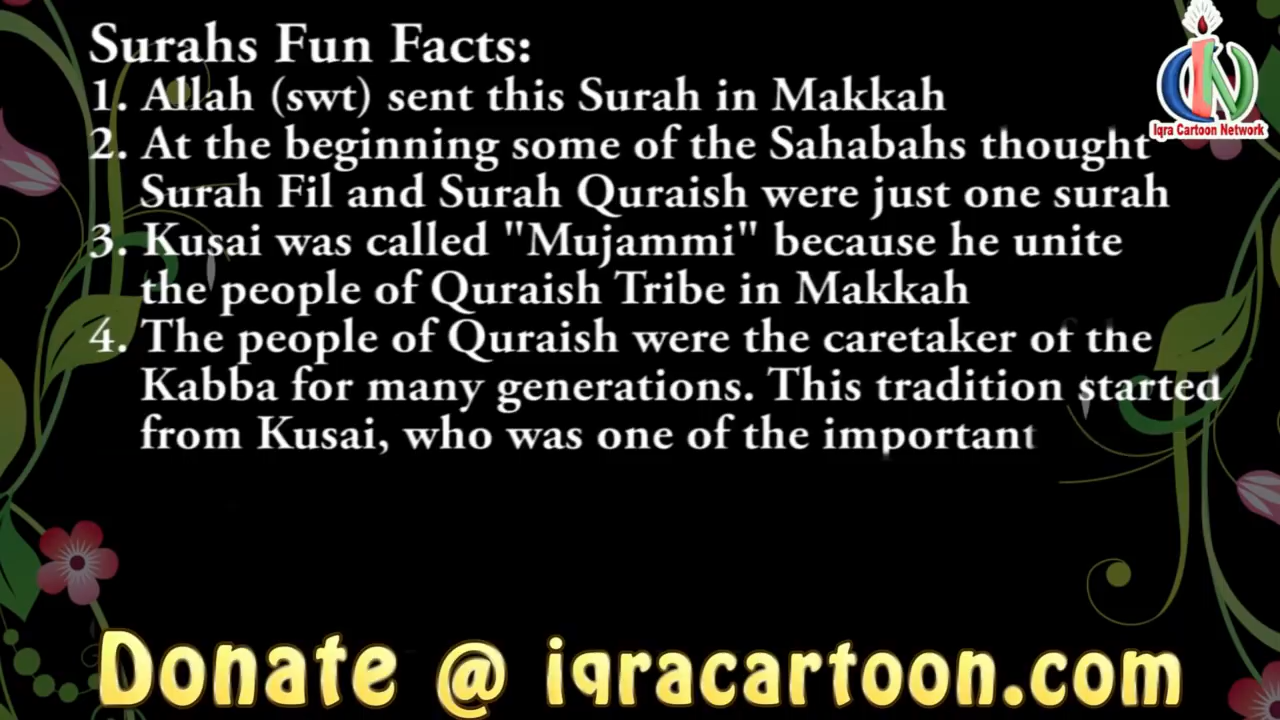 Surahs Fun Facts:
1. Allah (swt) sent this Surah in Makkah
2. At the beginning some of the Sahabahs thought
Surah Fil and Surah Quraish were just one surah
3. Kusai was called "Mujammi" because he unite
the people of Quraish Tribe in Makkah
4. The people of Quraish were the caretaker of the
Kabba for many generations. This tradition started
from Kusai, who was one of the important
Iqra Cartoon Network
Donate @ iqracartoon.com